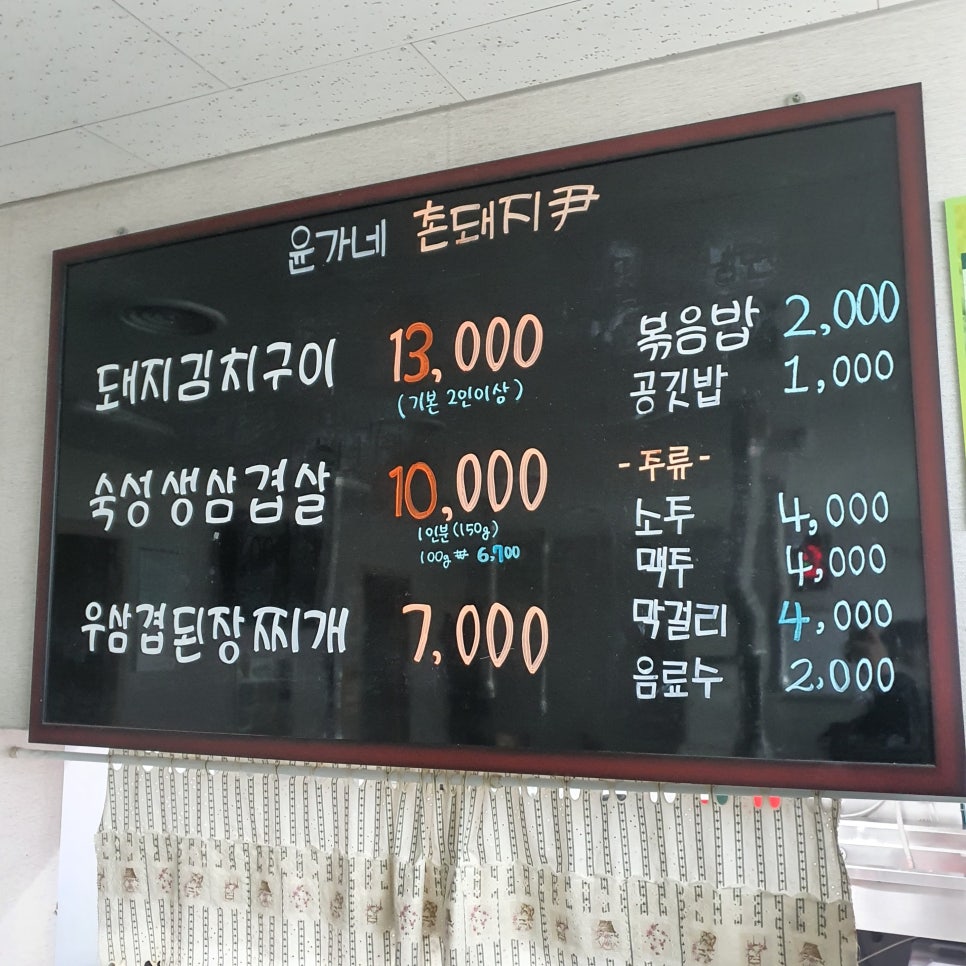 윤가네 촌돼지尹
돼지김치구이 13,000
(기본 2인이상)
숙성생삼겹살 10,000
1인분(150g)
100g ₩ 6,700
우삼겹된장찌개 7,000
볶음밥 2,000
공깃밥 1,000
-주류-
소주 4,000
맥주 4,000
막걸리 4,000
음료수 2,000